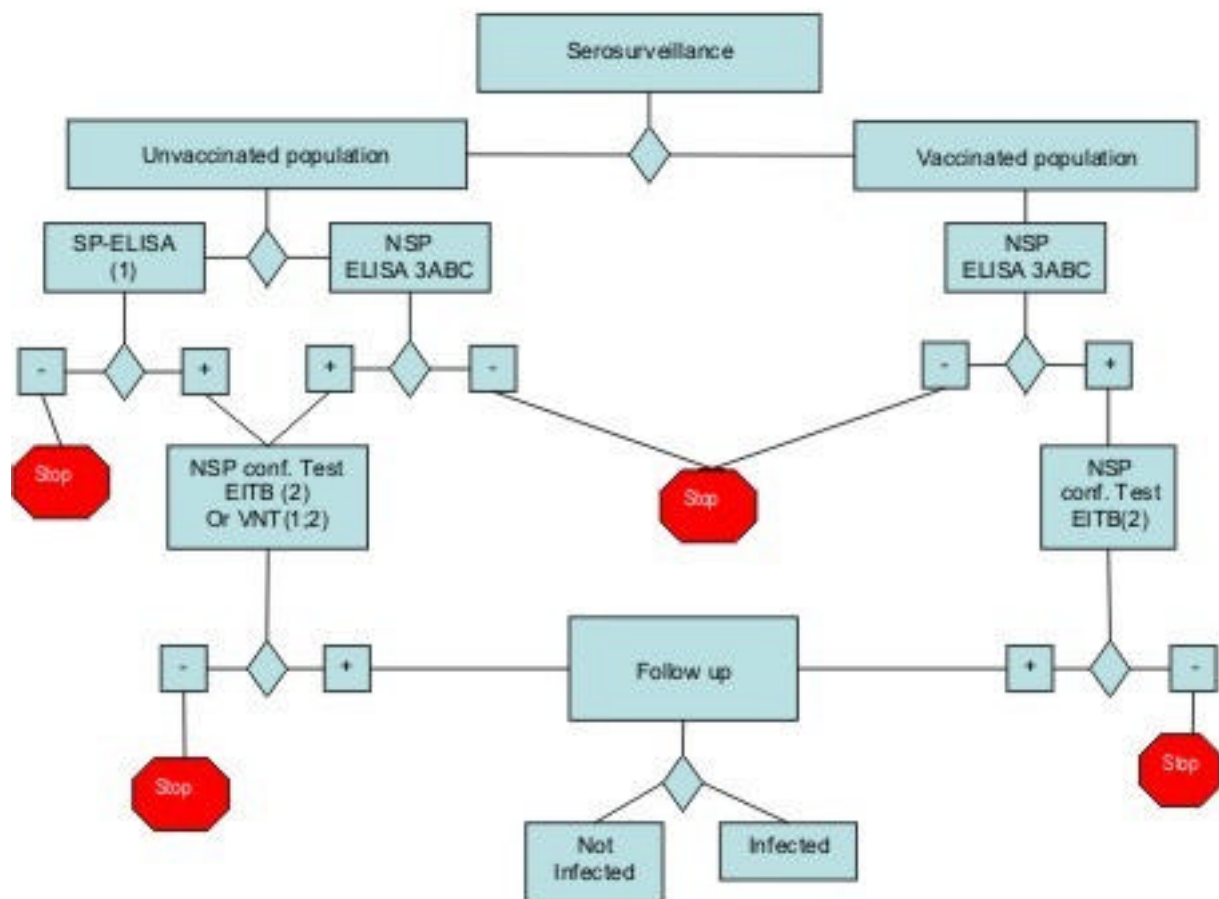 Serosurveillance
Unvaccinated population
Vaccinated population
SP-ELISA
(1)
NSP
ELISA 3ABC
NSP
ELISA 3ABC
-
+
+
-
-
+
Stop
NSP conf. Test
EITB (2)
Or VNT(1;2)
Stop
NSP
conf. Test
EITB(2)
-
+
Follow up
+
-
Stop
Stop
Not
Infected
Infected